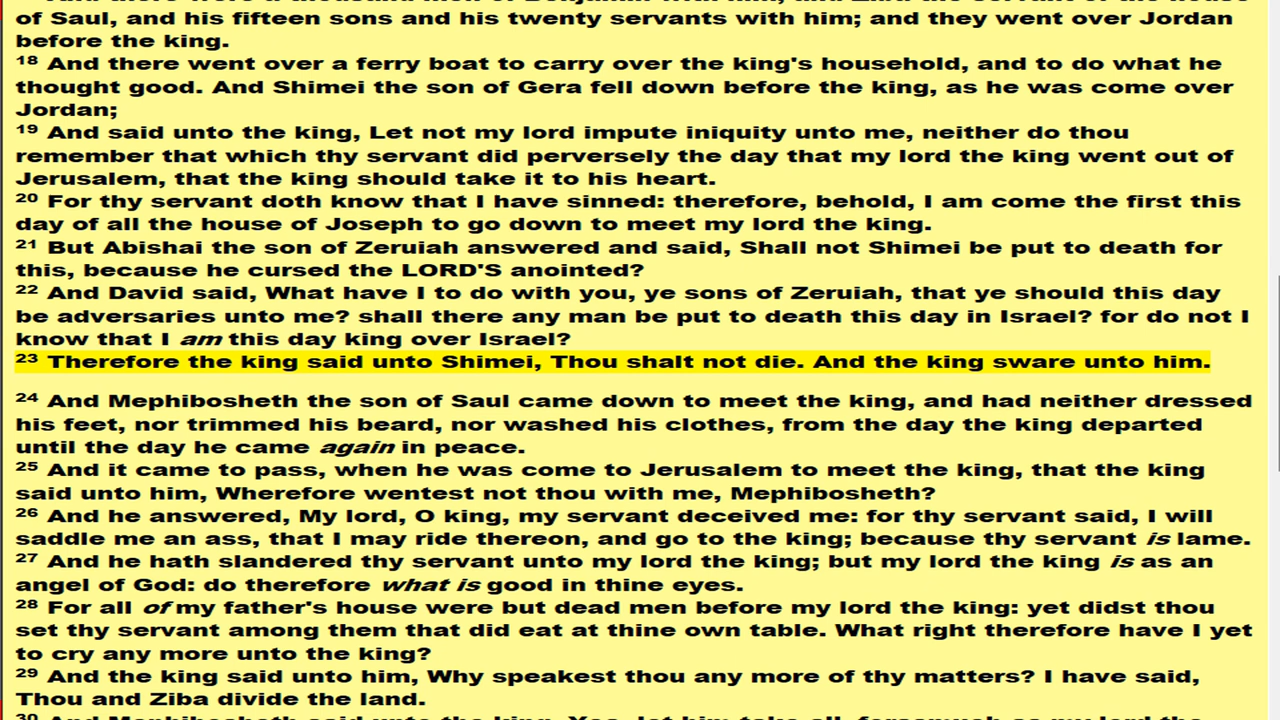 of Saul, and his fifteen sons and his twenty servants with him; and they went over Jordan
before the king.
18 And there went over a ferry boat to carry over the king's household, and to do what he
thought good. And Shimei the son of Gera fell down before the king, as he was come over
Jordan;
19 And said unto the king, Let not my lord impute iniquity unto me, neither do thou
remember that which thy servant did perversely the day that my lord the king went out of
Jerusalem, that the king should take it to his heart.
20 For thy servant doth know that I have sinned: therefore, behold, I am come the first this
day of all the house of Joseph to go down to meet my lord the king.
21 But Abishai the son of Zeruiah answered and said, Shall not Shimei be put to death for
this, because he cursed the LORD'S anointed?
22 And David said, What have I to do with you, ye sons of Zeruiah, that ye should this day
be adversaries unto me? shall there any man be put to death this day in Israel? for do not I
know that I am this day king over Israel?
23 Therefore the king said unto Shimei, Thou shalt not die. And the king sware unto him.
24 And Mephibosheth the son of Saul came down to meet the king, and had neither dressed
his feet, nor trimmed his beard, nor washed his clothes, from the day the king departed
until the day he came again in peace.
25 And it came to pass, when he was come to Jerusalem to meet the king, that the king
said unto him, Wherefore wentest not thou with me, Mephibosheth?
26 And he answered, My lord, O king, my servant deceived me: for thy servant said, I will
saddle me an ass, that I may ride thereon, and go to the king; because thy servant is lame.
27 And he hath slandered thy servant unto my lord the king; but my lord the king is as an
angel of God: do therefore what is good in thine eyes.
28 For all of my father's house were but dead men before my lord the king: yet didst thou
set thy servant among them that did eat at thine own table. What right therefore have I yet
to cry any more unto the king?
29 And the king said unto him, Why speakest thou any more of thy matters? I have said,
Thou and Ziba divide the land.